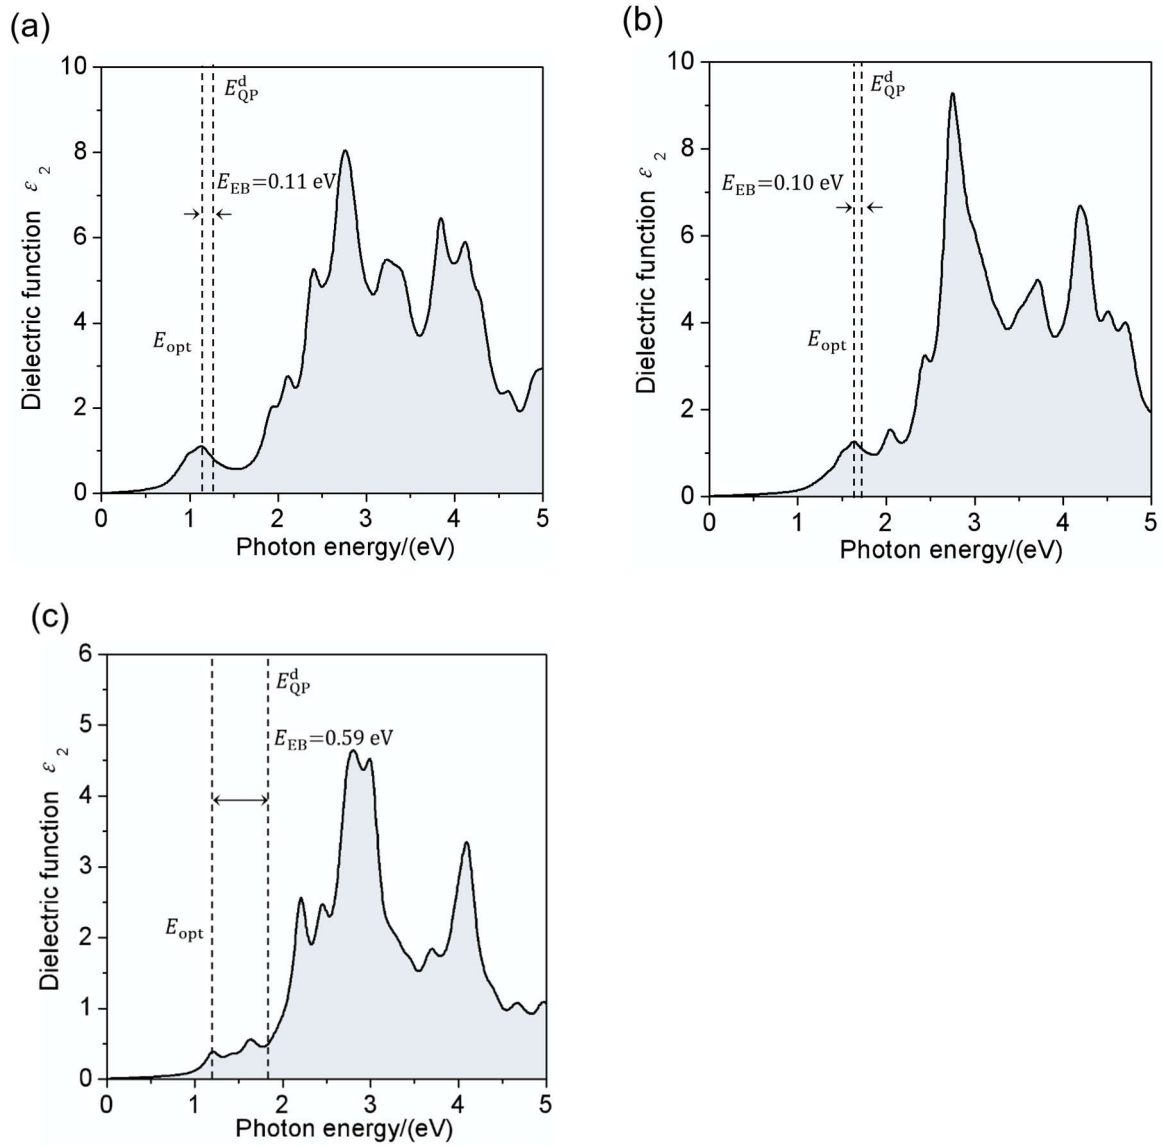 (a)
10
8
6
4
2
0
Dielectric function ε₂
E_QP^d
E_EB=0.11 eV
E_opt
0 1 2 3 4 5
Photon energy/(eV)
(b)
10
8
6
4
2
0
Dielectric function ε₂
E_QP^d
E_EB=0.10 eV
E_opt
0 1 2 3 4 5
Photon energy/(eV)
(c)
6
5
4
3
2
1
0
Dielectric function ε₂
E_QP^d
E_EB=0.59 eV
E_opt
0 1 2 3 4 5
Photon energy/(eV)